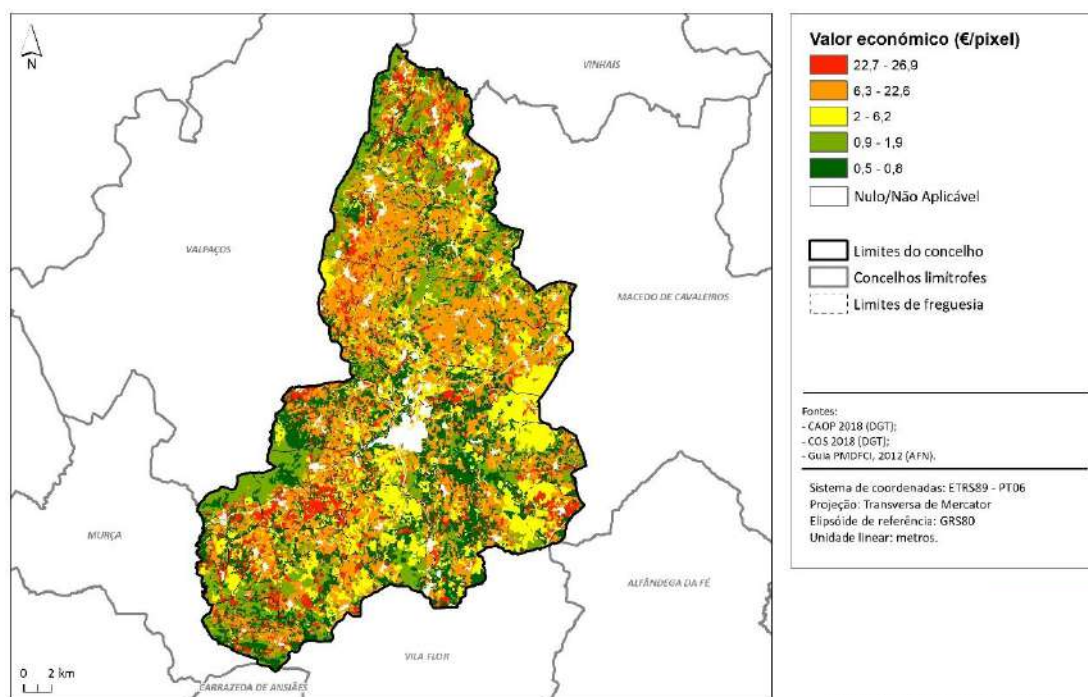 N
VINHAIS
VALPAÇOS
MACEDO DE CAVALEIROS
MURÇA
ALFÂNDEGA DA FÉ
VILA FLOR
CARRAZEDA DE ANSIÃES
0 2 km
Valor económico (€/pixel)
22,7 - 26,9
6,3 - 22,6
2 - 6,2
0,9 - 1,9
0,5 - 0,8
Nulo/Não Aplicável
Limites do concelho
Concelhos limítrofes
Limites de freguesia
Fontes:
- CAOP 2018 (DGT);
- COS 2018 (DGT);
- Guia PMDFCI, 2012 (AFN).
Sistema de coordenadas: ETRS89 - PT06
Projeção: Transversa de Mercator
Elipsóide de referência: GRS80
Unidade linear: metros.